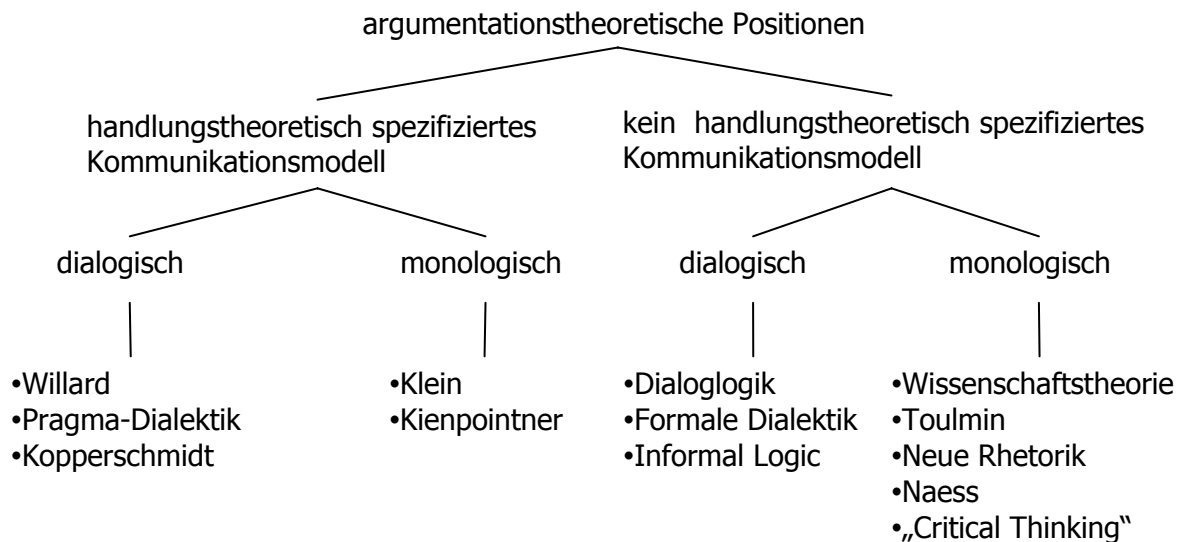 argumentationstheoretische Positionen
handlungstheoretisch spezifiziertes
Kommunikationsmodell
kein handlungstheoretisch spezifiziertes
Kommunikationsmodell
dialogisch
monologisch
dialogisch
monologisch
•Willard
•Pragma-Dialektik
•Kopperschmidt
•Klein
•Kienpointner
•Dialoglogik
•Formale Dialektik
•Informal Logic
•Wissenschaftstheorie
•Toulmin
•Neue Rhetorik
•Naess
•„Critical Thinking“